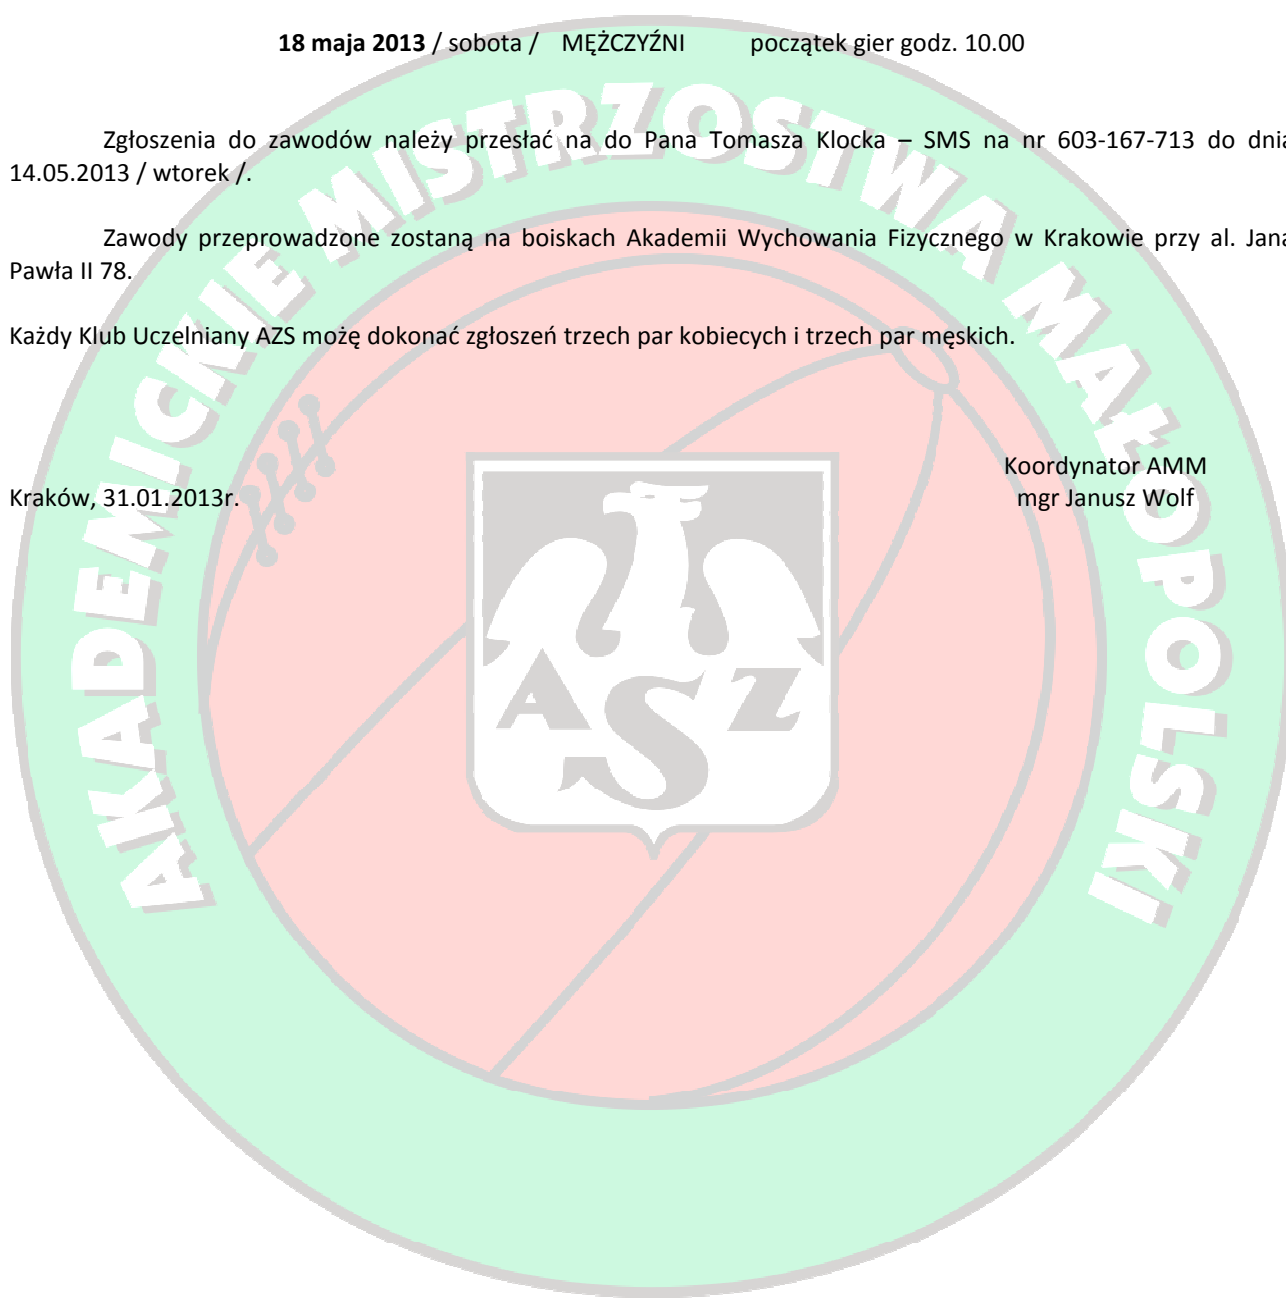 18 maja 2013 / sobota / MĘŻCZYŹNI początek gier godz. 10.00
Zgłoszenia do zawodów należy przesłać na do Pana Tomasza Klocka – SMS na nr 603-167-713 do dnia
14.05.2013 / wtorek /.
Zawody przeprowadzone zostaną na boiskach Akademii Wychowania Fizycznego w Krakowie przy al. Jana
Pawła II 78.
Każdy Klub Uczelniany AZS możę dokonać zgłoszeń trzech par kobiecych i trzech par męskich.
Koordynator AMM
Kraków, 31.01.2013r. mgr Janusz Wolf
AKADEMICKIE MISTRZOSTWA MAŁOPOLSKI
ASZ